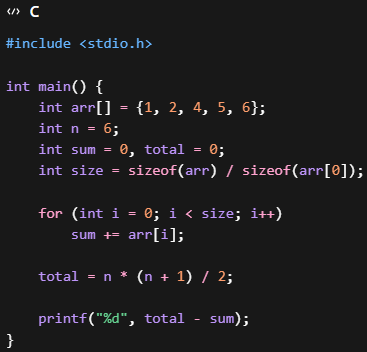 </> C
#include <stdio.h>
int main() {
    int arr[] = {1, 2, 4, 5, 6};
    int n = 6;
    int sum = 0, total = 0;
    int size = sizeof(arr) / sizeof(arr[0]);
    for (int i = 0; i < size; i++)
        sum += arr[i];
    total = n * (n + 1) / 2;
    printf("%d", total - sum);
}